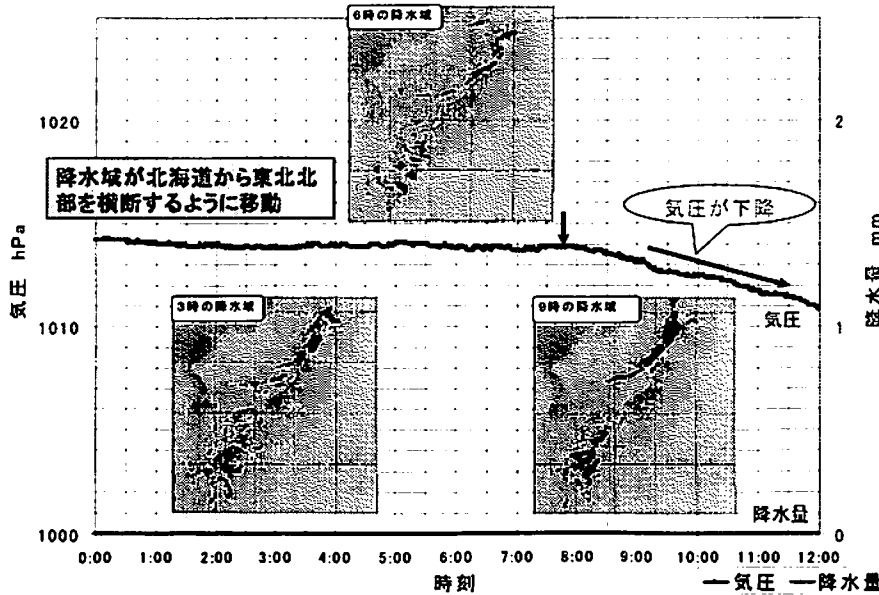 6時の降水域
1020
2
降水域が北海道から東北北
部を横断するように移動
気圧が下降
気圧 hPa
降水量 mm
3時の降水域
9時の降水域
気圧
1010
1
降水量
1000
0
0:00 1:00 2:00 3:00 4:00 5:00 6:00 7:00 8:00 9:00 10:00 11:00 12:00
時刻
気圧 降水量